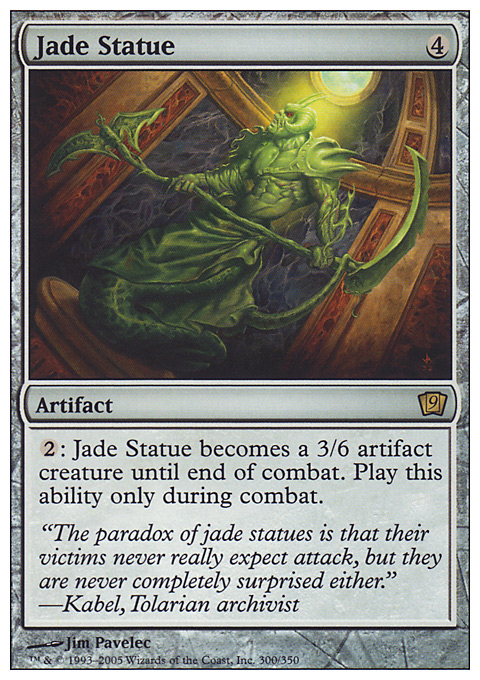 Jade Statue 4
Artifact 9
2: Jade Statue becomes a 3/6 artifact
creature until end of combat. Play this
ability only during combat.
“The paradox of jade statues is that their
victims never really expect attack, but they
are never completely surprised either.”
—Kabel, Tolarian archivist
Jim Pavelec
™ & © 1993–2005 Wizards of the Coast, Inc. 300/350